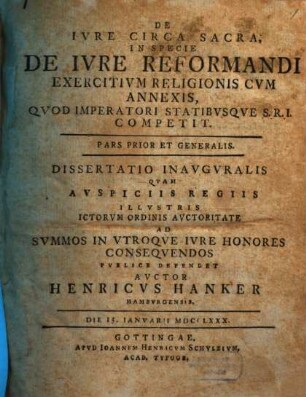 DE
IVRE CIRCA SACRA,
IN SPECIE
DE IVRE REFORMANDI
EXERCITIVM RELIGIONIS CVM
ANNEXIS,
QVOD IMPERATORI STATIBVSQVE S.R.I.
COMPETIT.
PARS PRIOR ET GENERALIS.
DISSERTATIO INAVGVRALIS
QVAM
AVSPICIIS REGIIS
ILLVSTRIS
ICTORVM ORDINIS AVCTORITATE
AD
SVMMOS IN VTROQVE IVRE HONORES
CONSEQVENDOS
PVBLICE DEFENDET
AVCTOR
HENRICVS HANKER
HAMBVRGENSIS.
DIE 15. IANVARII MDCCLXXX.
GOTTINGAE,
APVD IOANNEM HENRICVM SCHVLZIVM,
ACAD. TYPOGR.